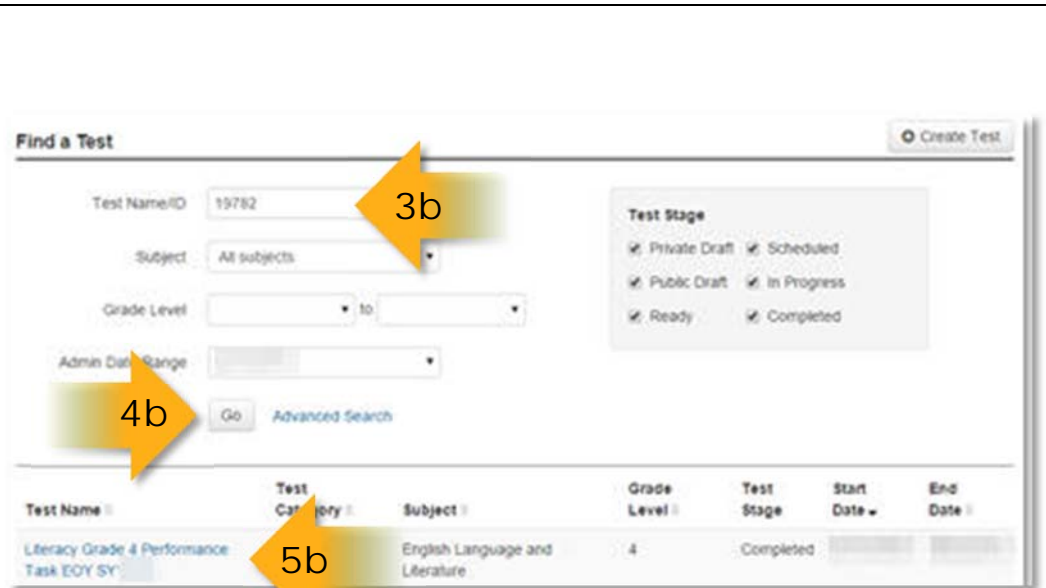 Find a Test
Create Test
Test Name/ID 19782
3b
Subject All subjects
Grade Level to
Admin Date Range
4b
Go Advanced Search
Test Stage
Private Draft Scheduled
Public Draft In Progress
Ready Completed
Test Name Test Category Subject Grade Level Test Stage Start Date End Date
Literacy Grade 4 Performance
Task EOY SY
5b
English Language and
Literature
4
Completed